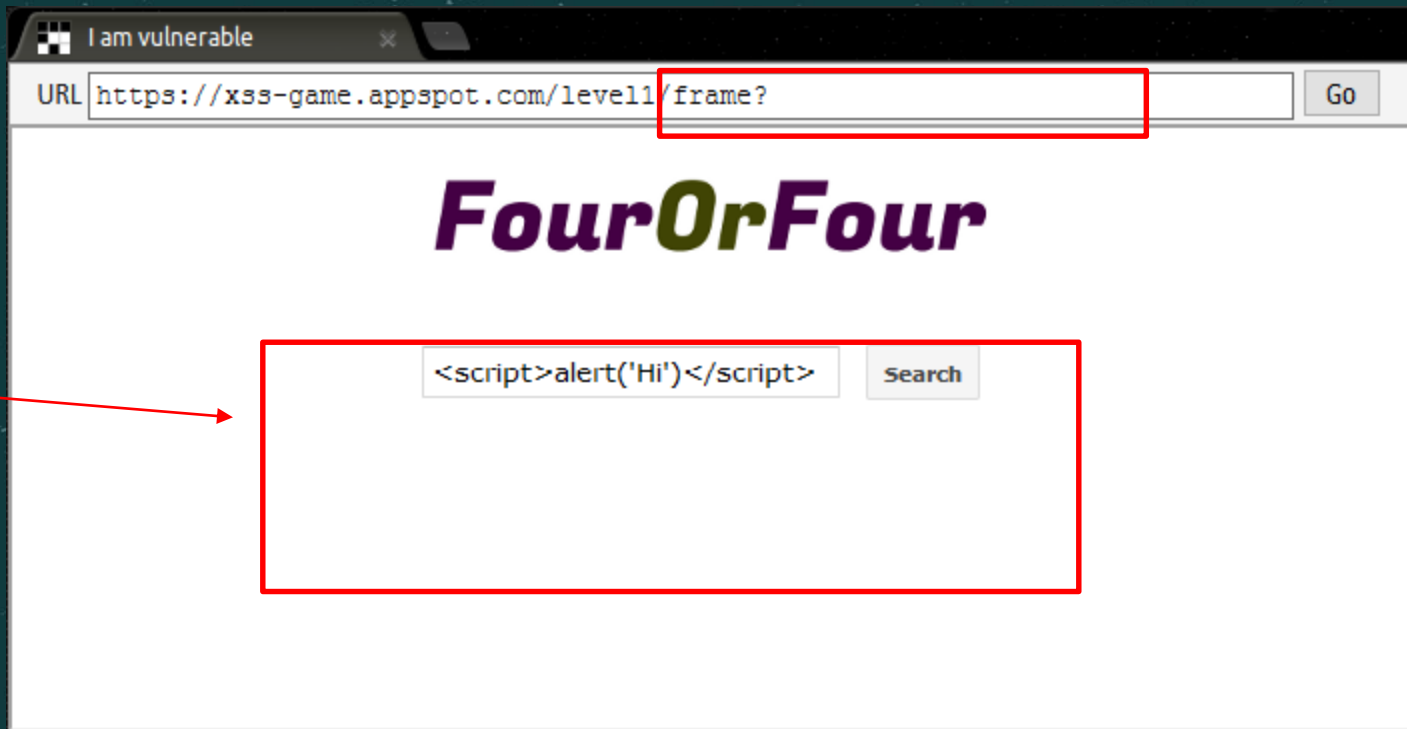 I am vulnerable
URL https://xss-game.appspot.com/level1/frame? Go
FourOrFour
<script>alert('Hi')</script> Search